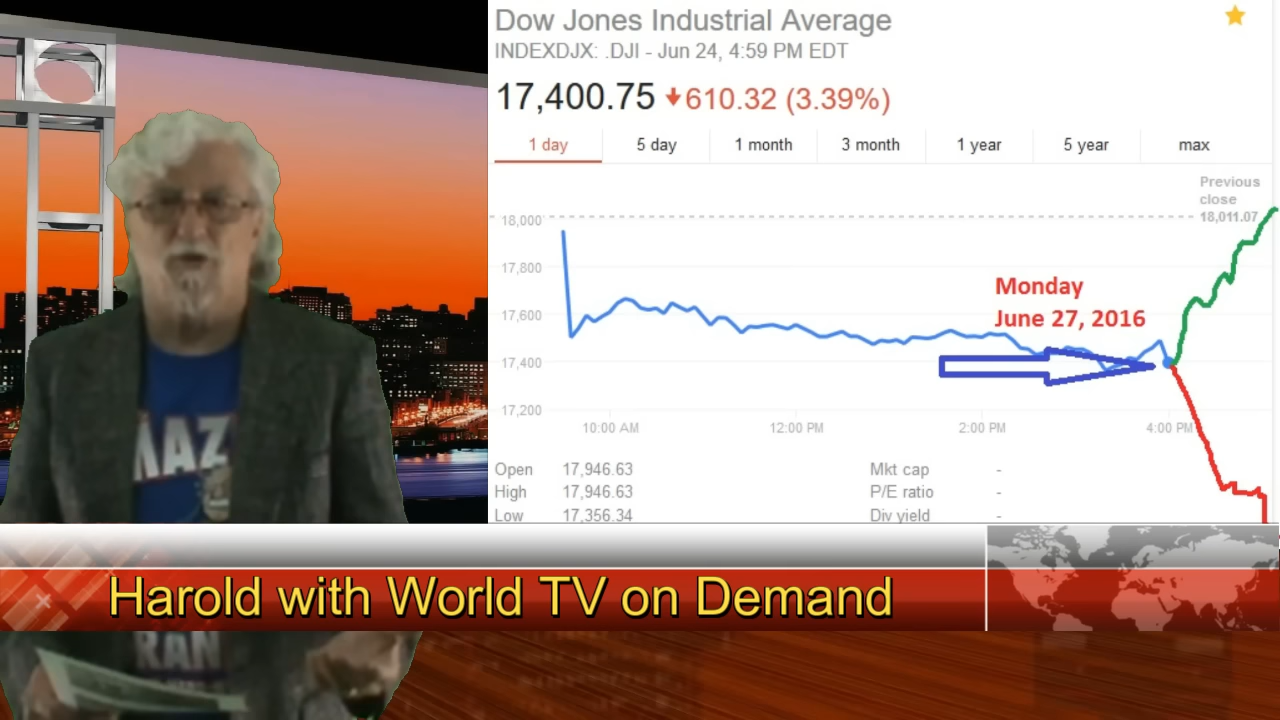 Dow Jones Industrial Average
INDEXDJX: .DJI - Jun 24, 4:59 PM EDT
17,400.75 610.32 (3.39%)
1 day 5 day 1 month 3 month 1 year 5 year max
Previous
close
18,011.07
18,000
17,800
17,600
17,400
17,200
Monday
June 27, 2016
10:00 AM 12:00 PM 2:00 PM 4:00 PM
Open 17,946.63 Mkt cap -
High 17,946.63 P/E ratio -
Low 17,356.34 Div yield -
MAZ
Harold with World TV on Demand
RAN